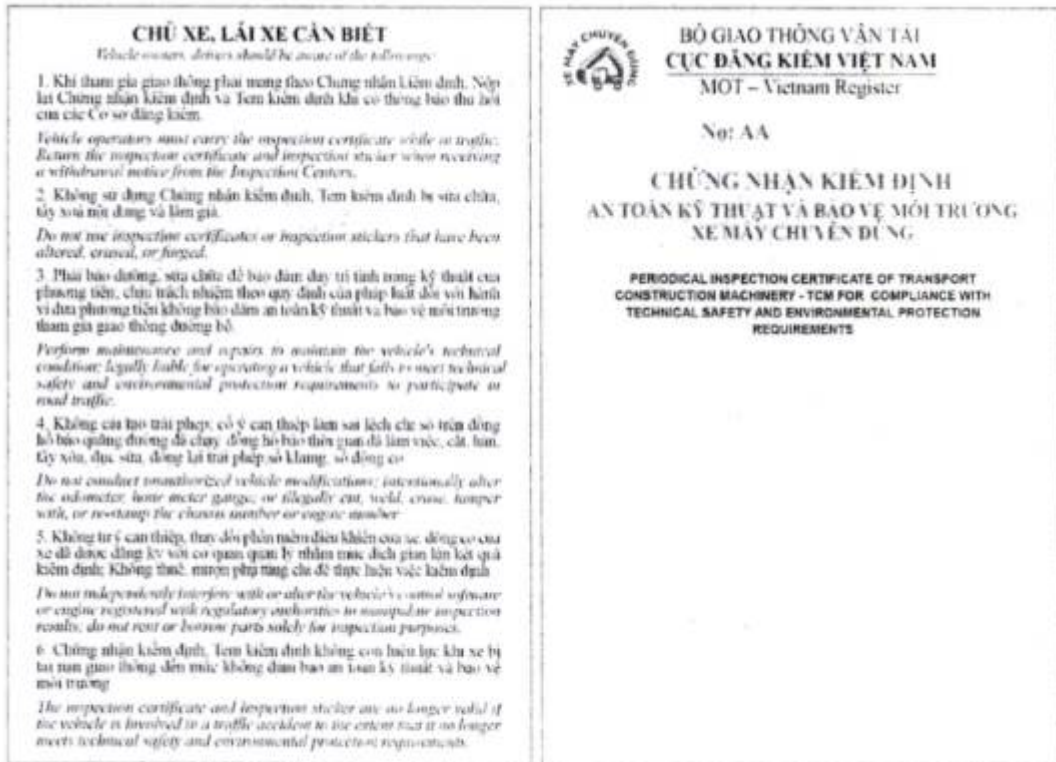 CHỦ XE, LÁI XE CẦN BIẾT
Vehicle owners, drivers should be aware of the followings:
1. Khi tham gia giao thông phải mang theo Chứng nhận kiểm định. Nộp
lại Chứng nhận kiểm định và Tem kiểm định khi có thông báo thu hồi
của các Cơ sở đăng kiểm.
Vehicle operators must carry the inspection certificate while in traffic;
Return the inspection certificate and inspection sticker when receiving
a withdrawal notice from the Inspection Centers.
2. Không sử dụng Chứng nhận kiểm định, Tem kiểm định bị sửa chữa,
tẩy xoá nội dung và làm giả.
Do not use inspection certificates or inspection stickers that have been
altered, erased, or forged.
3. Phải bảo dưỡng, sửa chữa để bảo đảm duy trì tình trạng kỹ thuật của
phương tiện, chịu trách nhiệm theo quy định của pháp luật đối với hành
vi đưa phương tiện không bảo đảm an toàn kỹ thuật và bảo vệ môi trường
tham gia giao thông đường bộ.
Perform maintenance and repairs to maintain the vehicle's technical
condition; legally liable for operating a vehicle that fails to meet technical
safety and environmental protection requirements to participate in
road traffic.
4. Không cải tạo trái phép; cố ý can thiệp làm sai lệch chỉ số trên đồng
hồ báo quãng đường đã chạy, đồng hồ báo thời gian đã làm việc, cắt, hàn,
tẩy xóa, đục sửa, đóng lại trái phép số khung, số động cơ
Do not conduct unauthorized vehicle modifications; intentionally alter
the odometer, hour meter gauge; or illegally cut, weld, erase, tamper
with, or re-stamp the chassis number or engine number
5. Không tự ý can thiệp, thay đổi phần mềm điều khiển của xe, động cơ của
xe đã được đăng ký với cơ quan quản lý nhằm mục đích gian lận kết quả
kiểm định; Không thuê, mượn phụ tùng chỉ để thực hiện việc kiểm định
Do not independently interfere with or alter the vehicle's control software
or engine registered with regulatory authorities to manipulate inspection
results; do not rent or borrow parts solely for inspection purposes.
6. Chứng nhận kiểm định, Tem kiểm định không còn hiệu lực khi xe bị
tai nạn giao thông đến mức không đảm bảo an toàn kỹ thuật và bảo vệ
môi trường
The inspection certificate and inspection sticker are no longer valid if
the vehicle is involved in a traffic accident to the extent that it no longer
meets technical safety and environmental protection requirements.
XE MÁY CHUYÊN DÙNG
BỘ GIAO THÔNG VẬN TẢI
CỤC ĐĂNG KIỂM VIỆT NAM
MOT – Vietnam Register
No: AA
CHỨNG NHẬN KIỂM ĐỊNH
AN TOÀN KỸ THUẬT VÀ BẢO VỆ MÔI TRƯỜNG
XE MÁY CHUYÊN DÙNG
PERIODICAL INSPECTION CERTIFICATE OF TRANSPORT
CONSTRUCTION MACHINERY - TCM FOR COMPLIANCE WITH
TECHNICAL SAFETY AND ENVIRONMENTAL PROTECTION
REQUIREMENTS